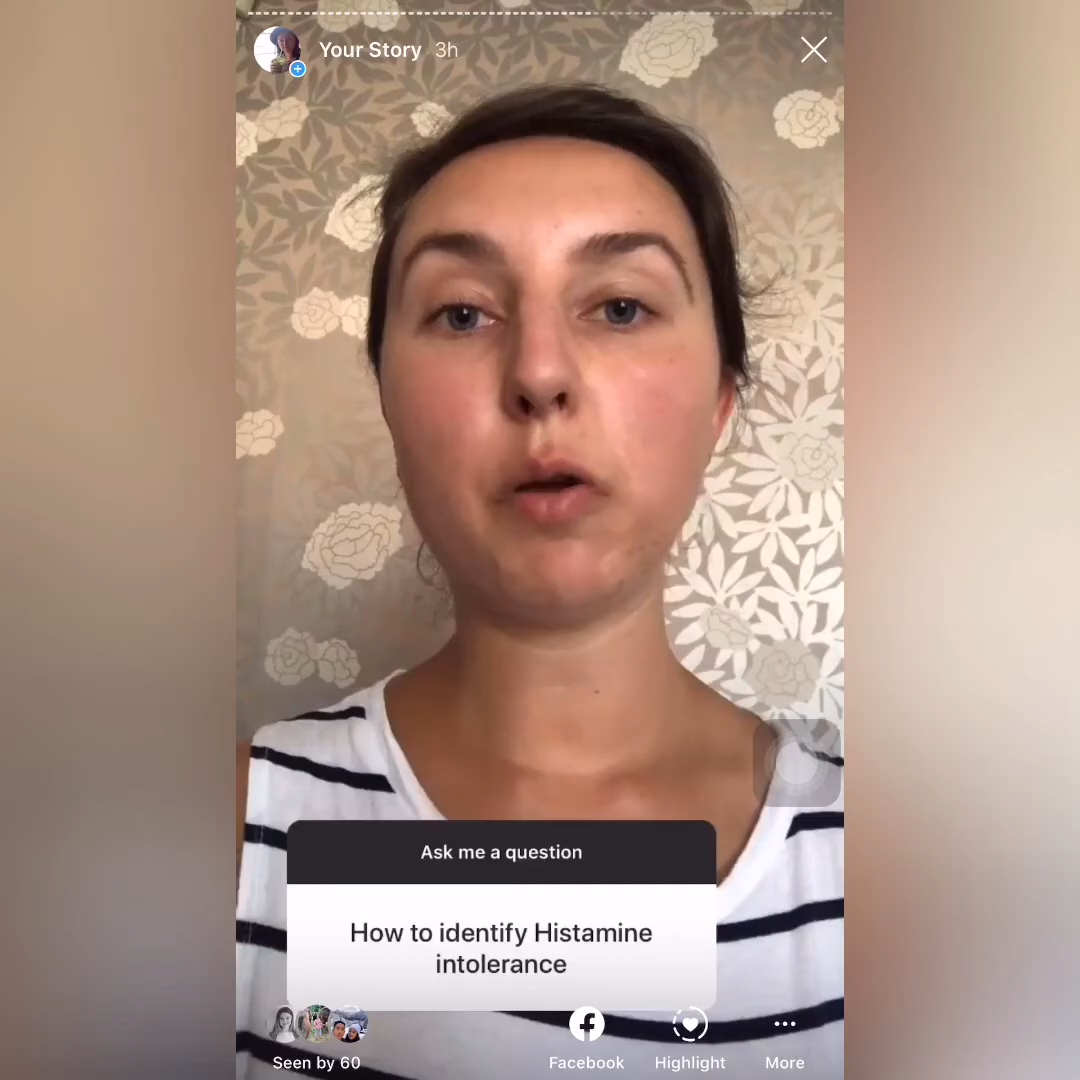 Your Story 3h
Ask me a question
How to identify Histamine
intolerance
Seen by 60
Facebook
Highlight
More